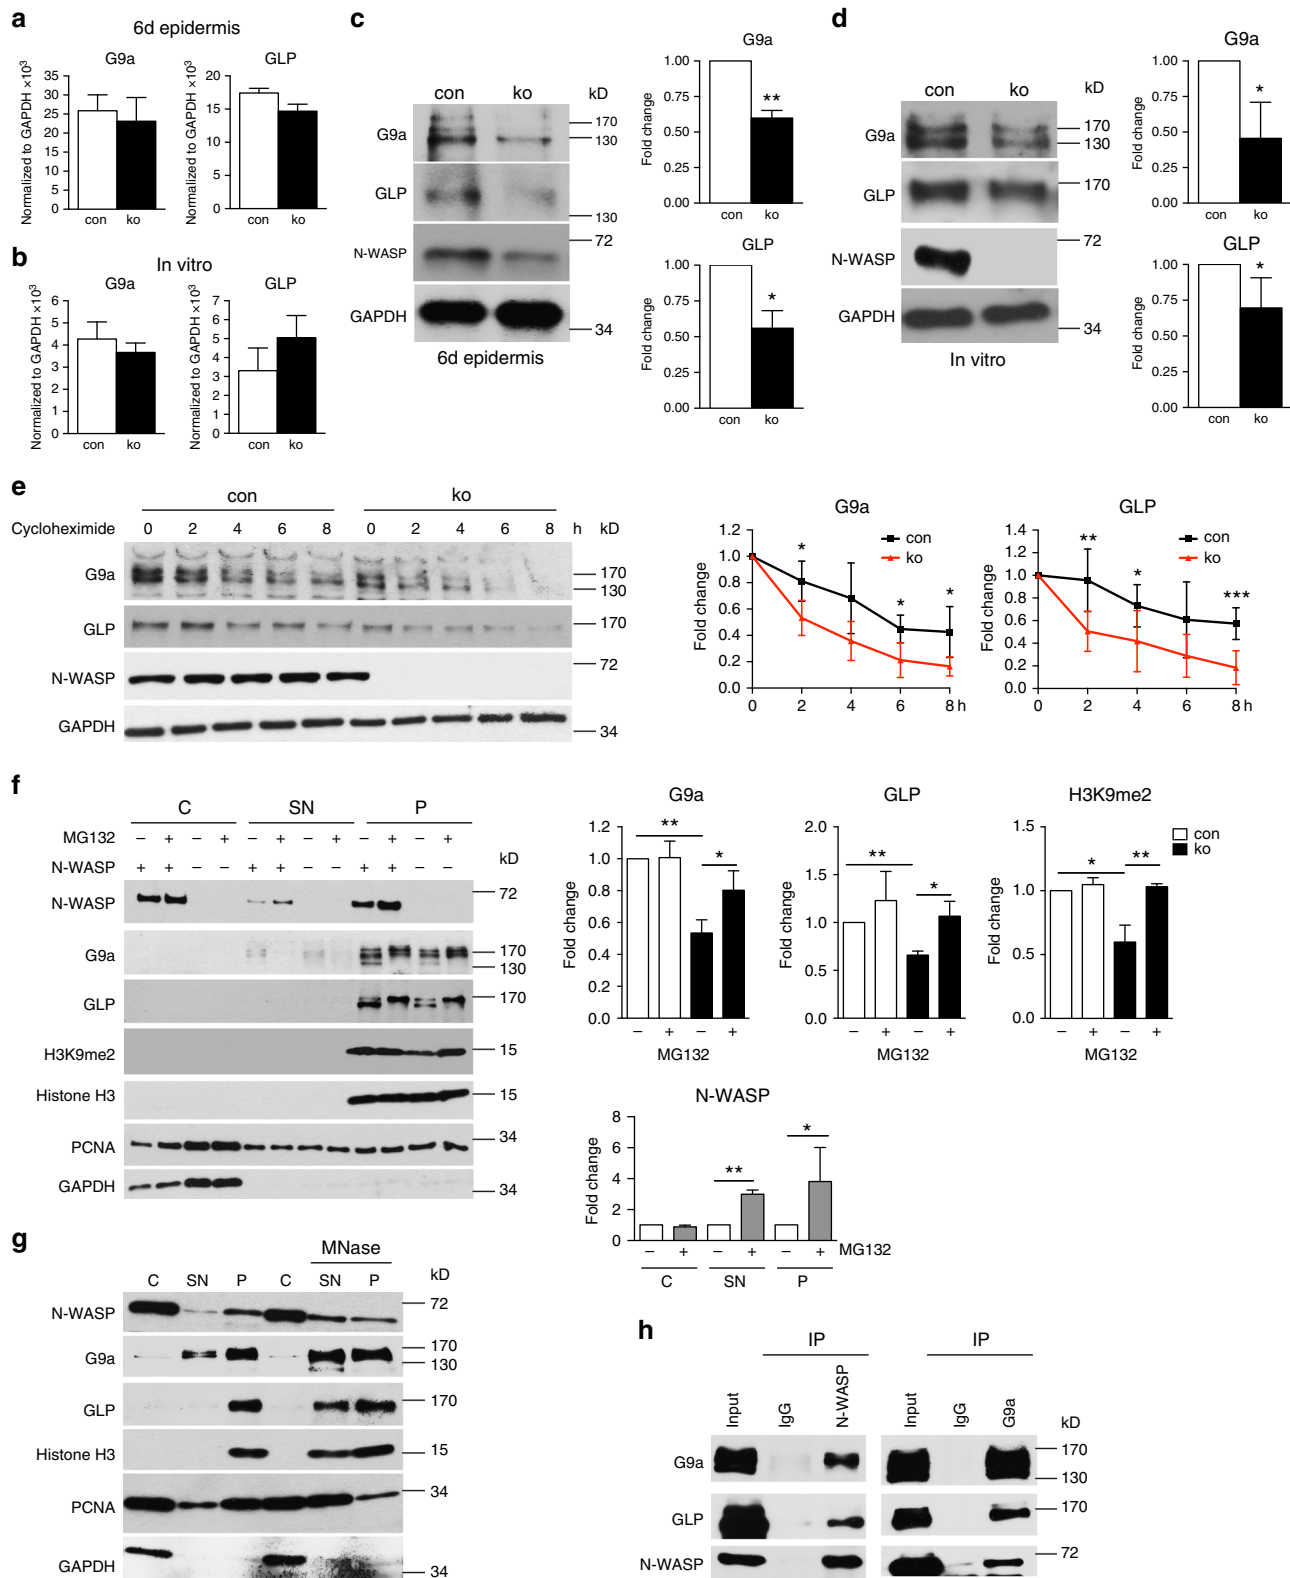 a
6d epidermis
G9a
GLP
Normalized to GAPDH ×10³
35
30
25
20
15
10
5
0
con
ko
Normalized to GAPDH ×10³
20
15
10
5
0
con
ko
b
In vitro
G9a
GLP
Normalized to GAPDH ×10³
6
5
4
3
2
1
0
con
ko
Normalized to GAPDH ×10³
7
6
5
4
3
2
1
0
con
ko
c
con ko kD
G9a
170
130
GLP
130
N-WASP
72
GAPDH
34
6d epidermis
G9a
Fold change
1.00
0.75
0.50
0.25
0.00
**
con ko
GLP
Fold change
1.00
0.75
0.50
0.25
0.00
*
con ko
d
con ko kD
G9a
170
130
GLP
170
N-WASP
72
GAPDH
34
In vitro
G9a
Fold change
1.00
0.75
0.50
0.25
0.00
*
con ko
GLP
Fold change
1.00
0.75
0.50
0.25
0.00
*
con ko
e
con ko
Cycloheximide 0 2 4 6 8 0 2 4 6 8 h kD
G9a
170
130
GLP
170
N-WASP
72
GAPDH
34
G9a
Fold change
1.2
1.0
0.8
0.6
0.4
0.2
0.0
* * *
con
ko
0 2 4 6 8 h
GLP
Fold change
1.4
1.2
1.0
0.8
0.6
0.4
0.2
0.0
** * ***
con
ko
0 2 4 6 8 h
f
C SN P
MG132 − + − + − + − + − + − +
N-WASP + + − − + + − − + + − −
kD
N-WASP
72
G9a
170
130
GLP
170
H3K9me2
15
Histone H3
15
PCNA
34
GAPDH
34
G9a
Fold change
1.2
1.0
0.8
0.6
0.4
0.2
0.0
** *
− + − +
MG132
GLP
Fold change
2.0
1.5
1.0
0.5
0.0
** *
− + − +
MG132
H3K9me2
Fold change
1.5
1.0
0.5
0.0
* **
− + − +
MG132
con
ko
N-WASP
Fold change
8
6
4
2
0
** *
− + − + − + MG132
C SN P
g
MNase
C SN P C SN P kD
N-WASP
72
G9a
170
130
GLP
170
Histone H3
15
PCNA
34
GAPDH
34
h
IP IP
Input IgG N-WASP Input IgG G9a kD
G9a
170
130
GLP
170
N-WASP
72